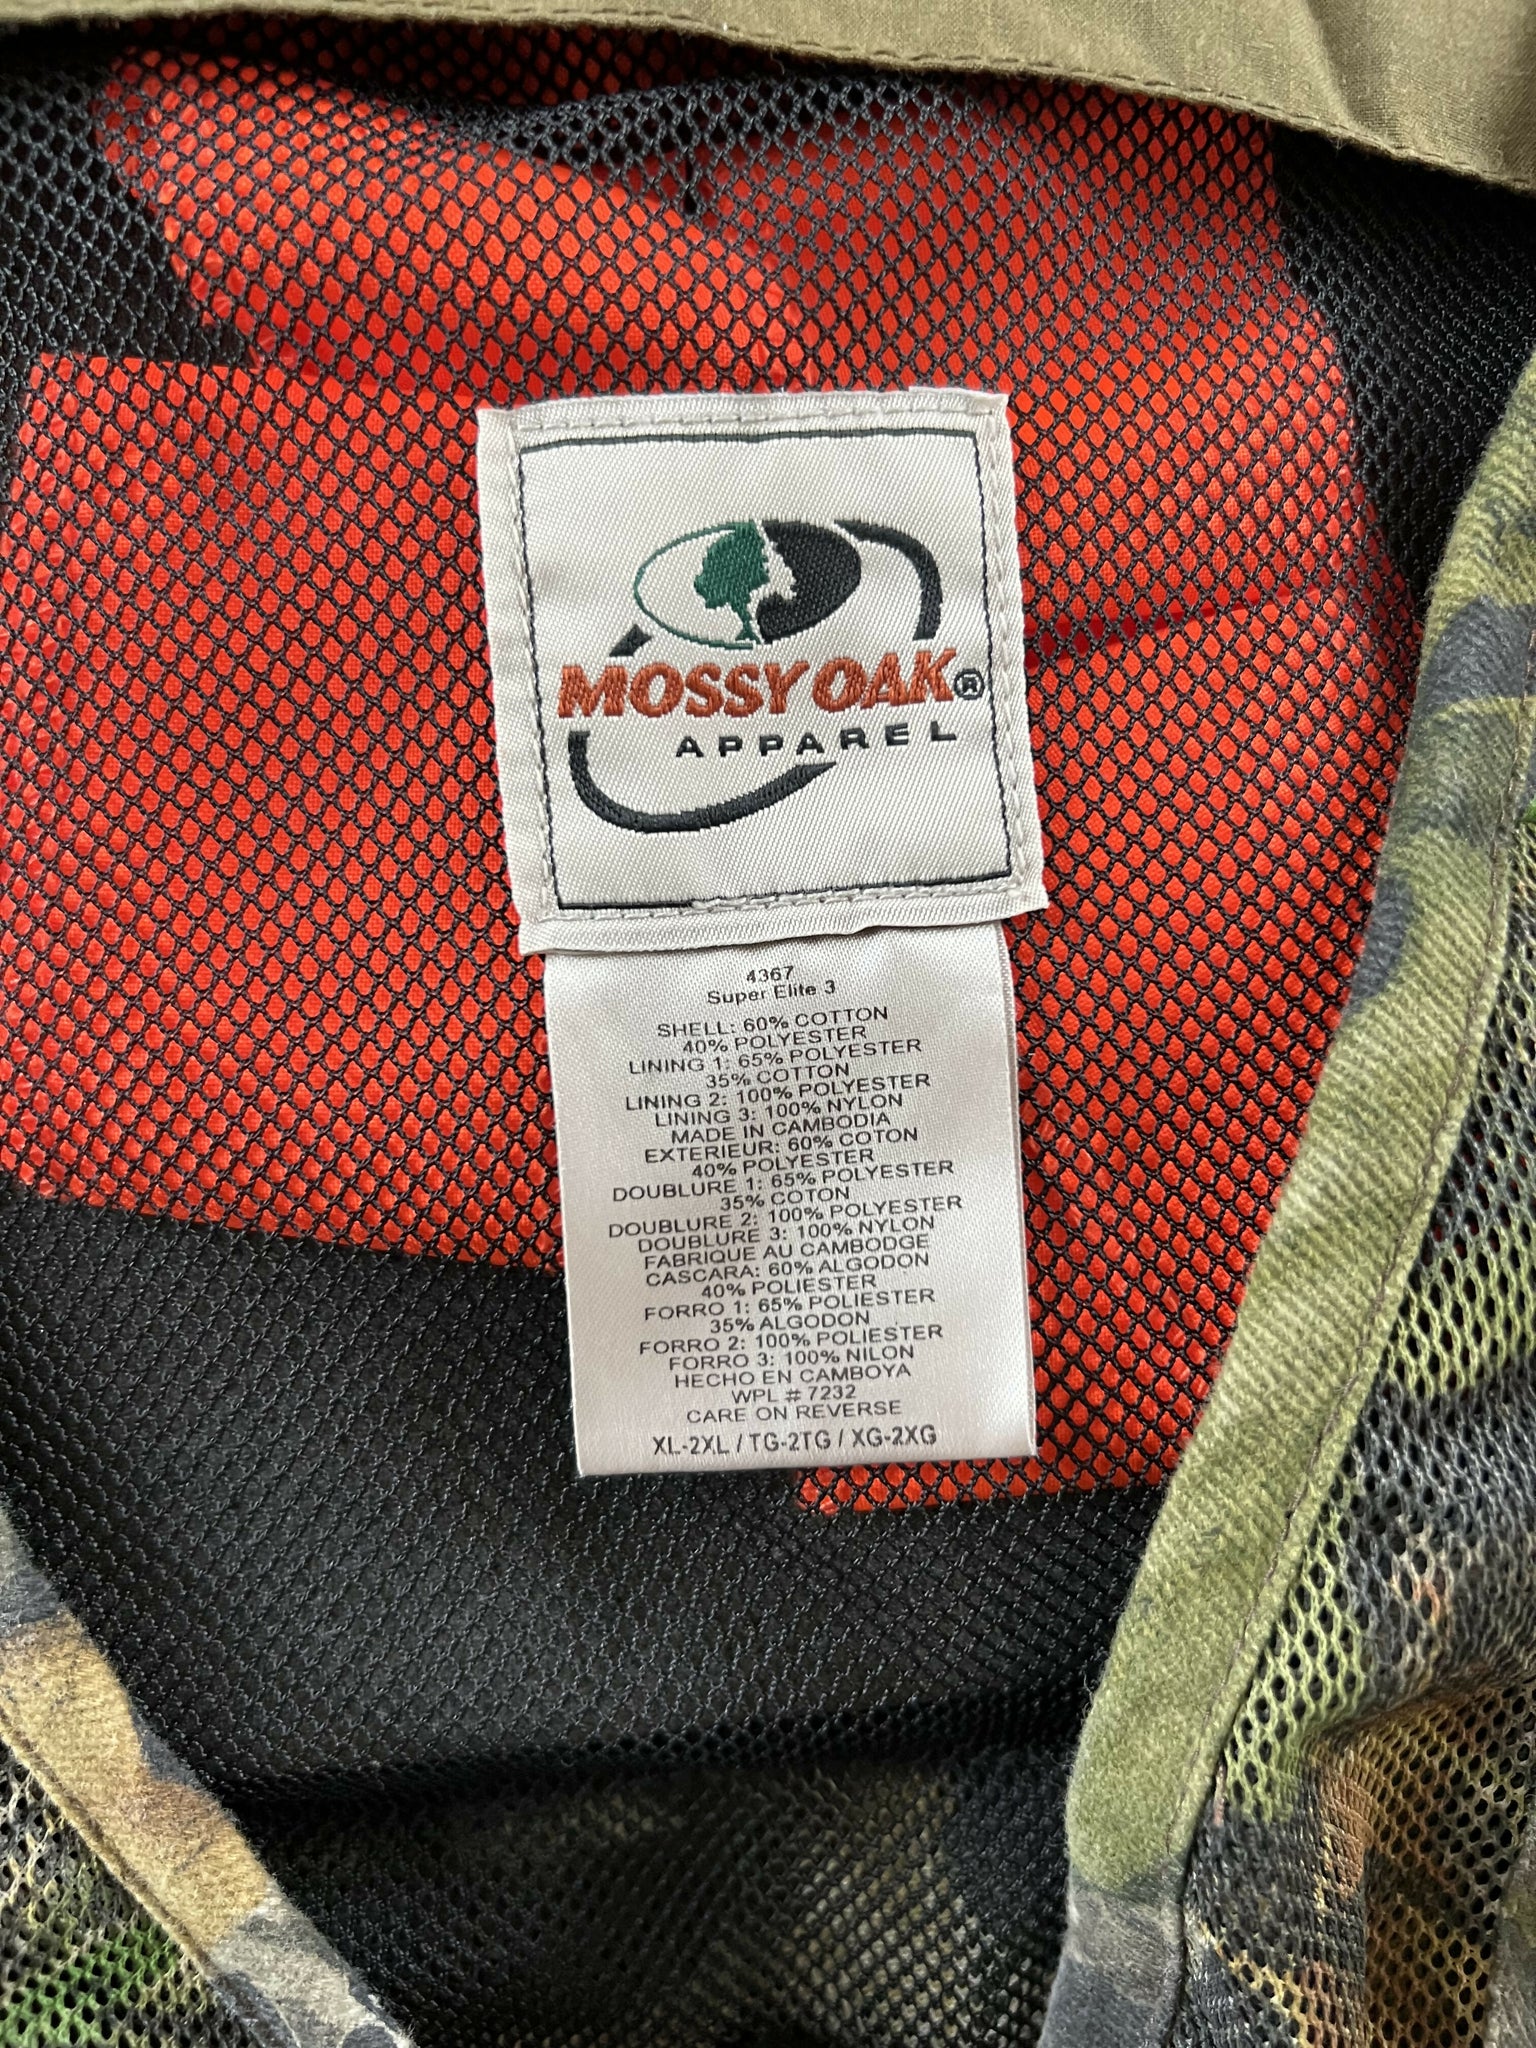 MOSSY OAK®
APPAREL
4367
Super Elite 3
SHELL: 60% COTTON
40% POLYESTER
LINING 1: 65% POLYESTER
35% COTTON
LINING 2: 100% POLYESTER
LINING 3: 100% NYLON
MADE IN CAMBODIA
EXTERIEUR: 60% COTON
40% POLYESTER
DOUBLURE 1: 65% POLYESTER
35% COTON
DOUBLURE 2: 100% POLYESTER
DOUBLURE 3: 100% NYLON
FABRIQUE AU CAMBODGE
CASCARA: 60% ALGODON
40% POLIESTER
FORRO 1: 65% POLIESTER
35% ALGODON
FORRO 2: 100% POLIESTER
FORRO 3: 100% NILON
HECHO EN CAMBOYA
WPL # 7232
CARE ON REVERSE
XL-2XL / TG-2TG / XG-2XG